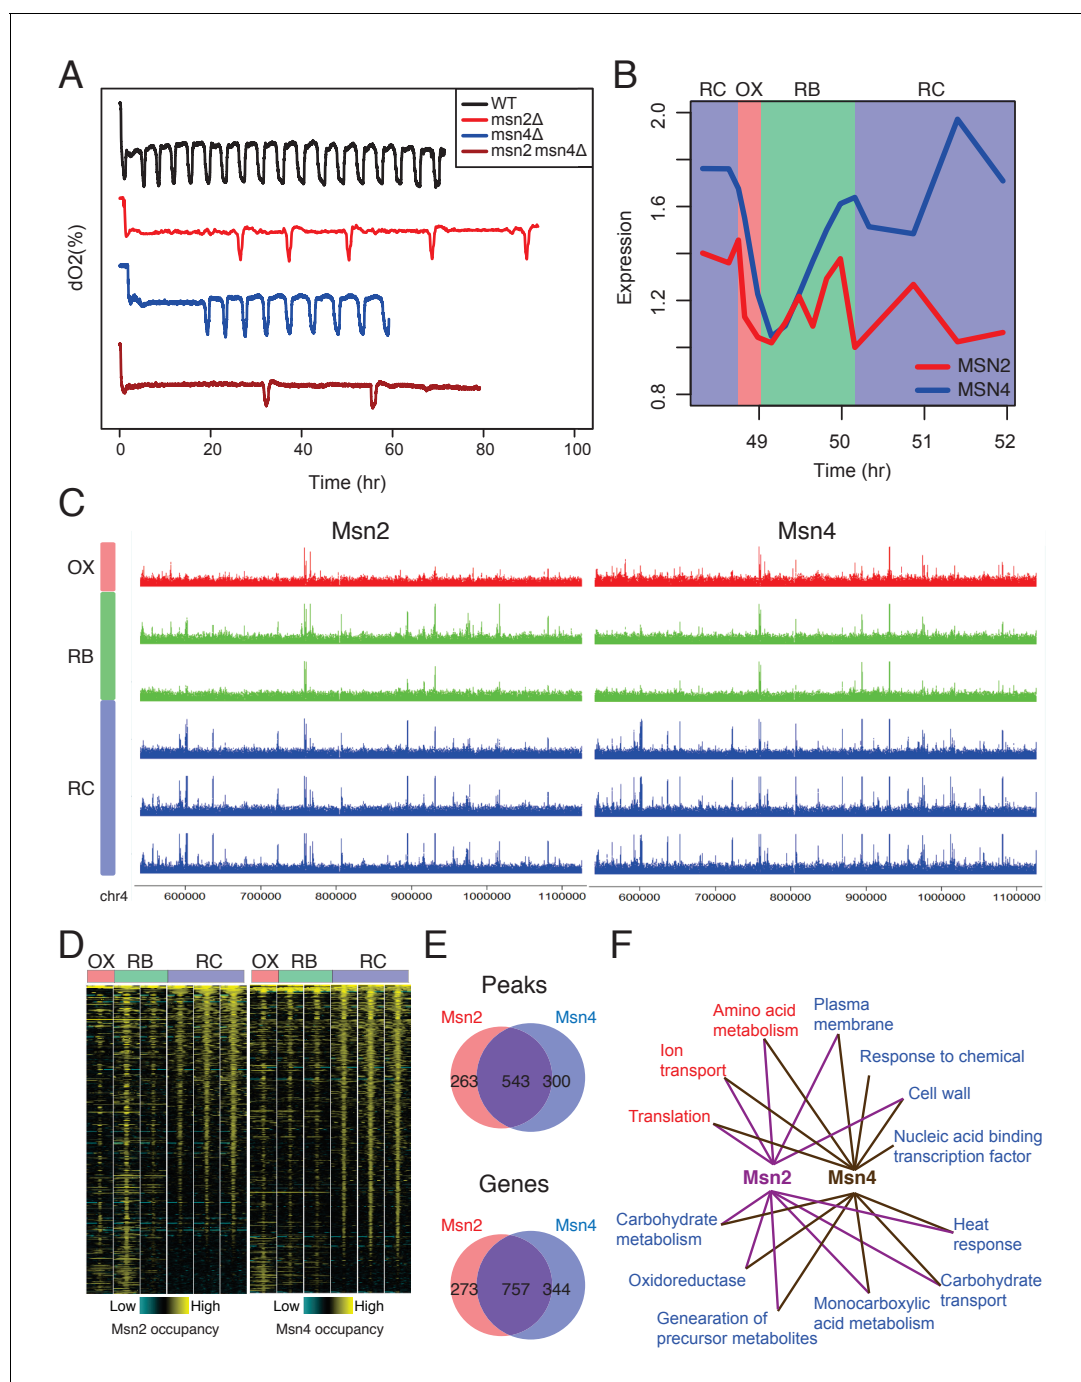 A
WT
msn2Δ
msn4Δ
msn2 msn4Δ
dO2(%)
0 20 40 60 80 100
Time (hr)
B
RC OX RB RC
2.0
1.6
1.2
0.8
Expression
MSN2
MSN4
49 50 51 52
Time (hr)
C
Msn2 Msn4
OX
RB
RC
chr4
600000 700000 800000 900000 1000000 1100000
600000 700000 800000 900000 1000000 1100000
D
OX RB RC OX RB RC
Low High Low High
Msn2 occupancy Msn4 occupancy
E
Peaks
Msn2 Msn4
263 543 300
Genes
Msn2 Msn4
273 757 344
F
Amino acid
metabolism
Plasma
membrane
Ion
transport
Response to chemical
Translation
Cell wall
Nucleic acid binding
transcription factor
Msn2 Msn4
Carbohydrate
metabolism
Heat
response
Oxidoreductase
Carbohydrate
transport
Genearation of
precursor metabolites
Monocarboxylic
acid metabolism